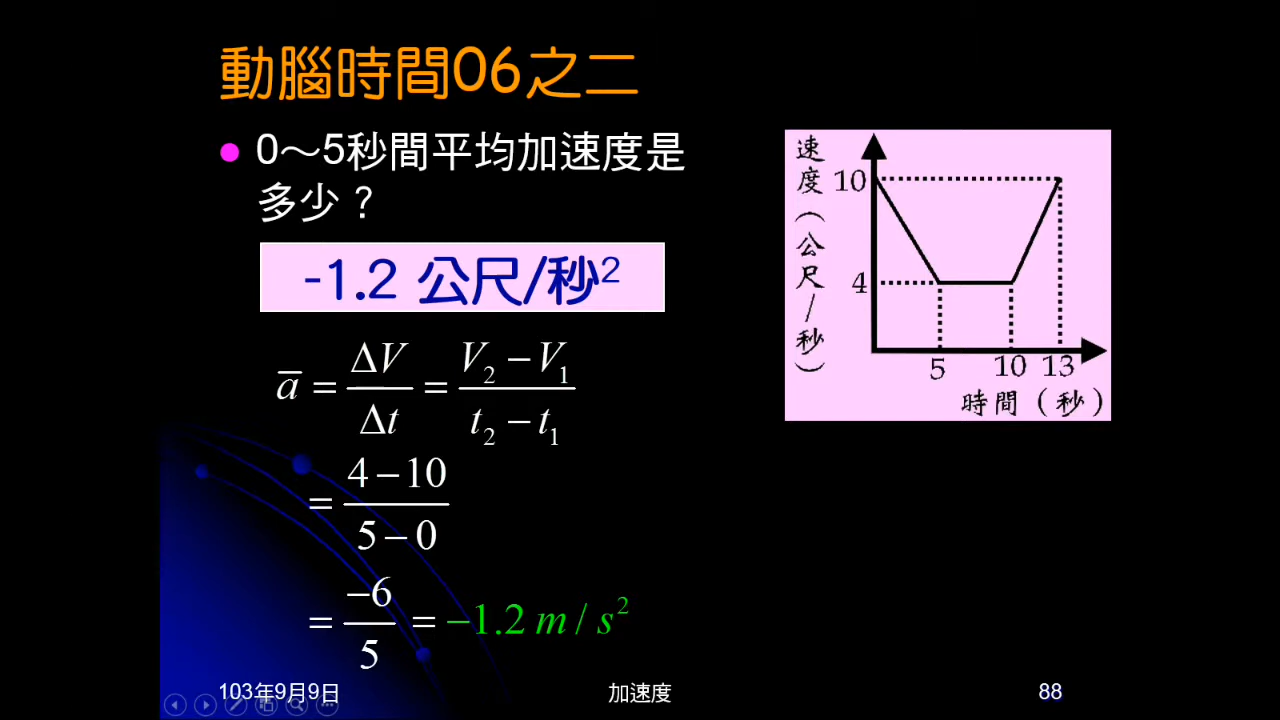 動腦時間06之二
0～5秒間平均加速度是
多少？
-1.2 公尺/秒²
a̅ = ΔV/Δt = (V₂ − V₁)/(t₂ − t₁)
= (4 − 10)/(5 − 0)
= −6/5 = −1.2 m / s²
速度(公尺/秒)
10
4
5 10 13
時間(秒)
103年9月9日 加速度 88